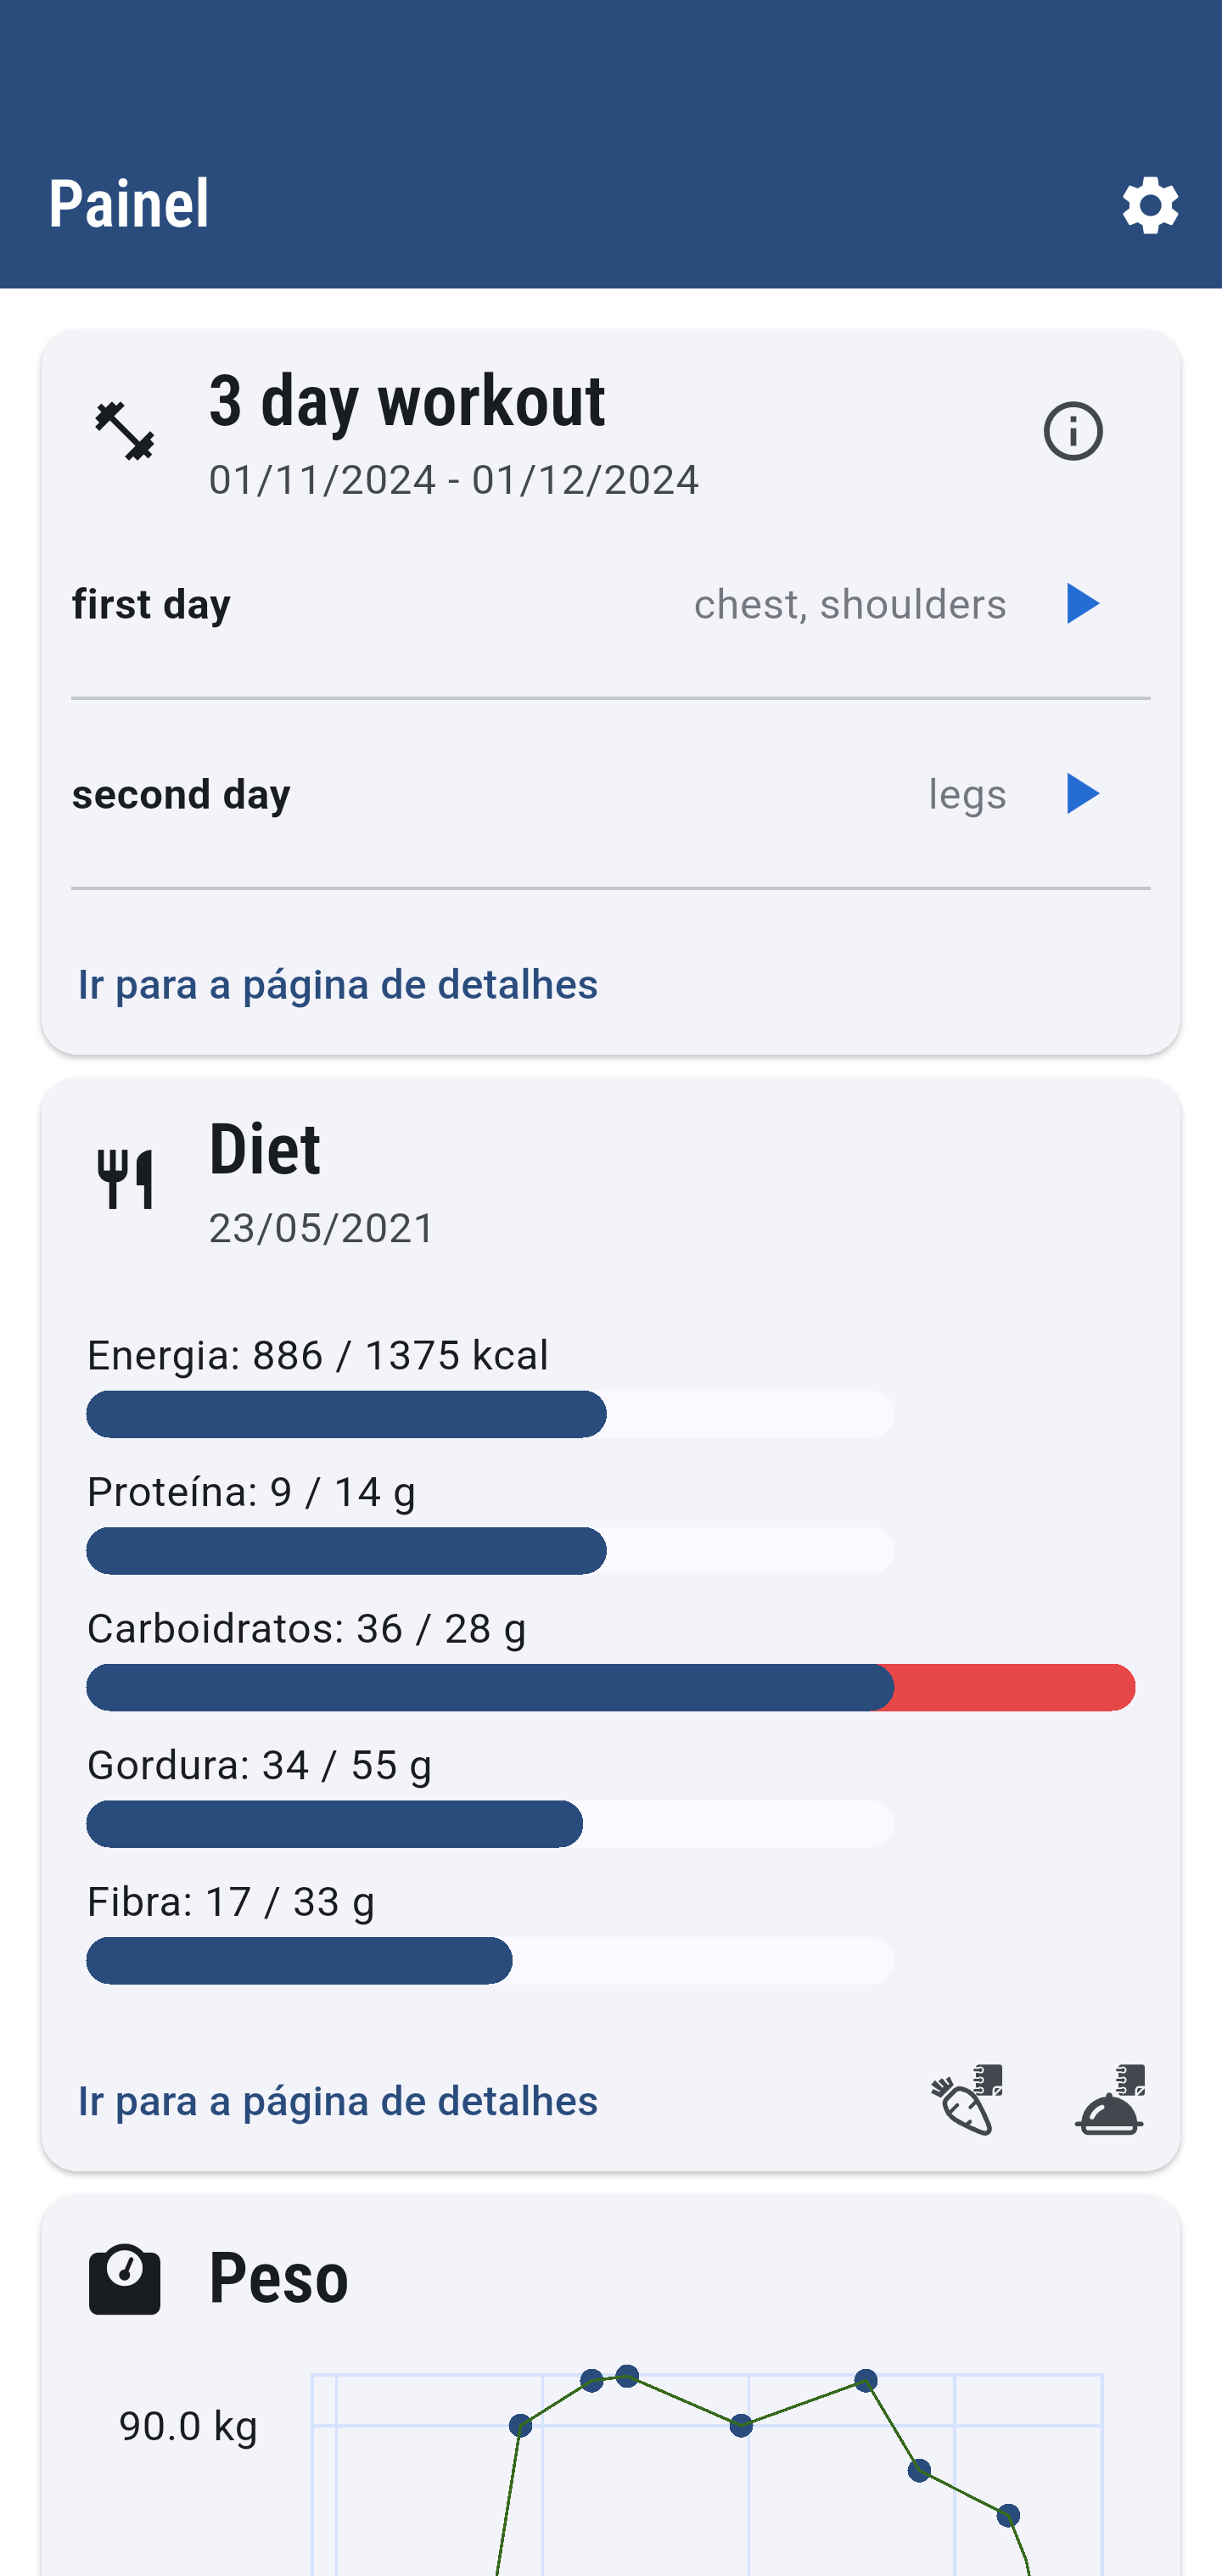 Painel
3 day workout
01/11/2024 - 01/12/2024
first day chest, shoulders
second day legs
Ir para a página de detalhes
Diet
23/05/2021
Energia: 886 / 1375 kcal
Proteína: 9 / 14 g
Carboidratos: 36 / 28 g
Gordura: 34 / 55 g
Fibra: 17 / 33 g
Ir para a página de detalhes
Peso
90.0 kg